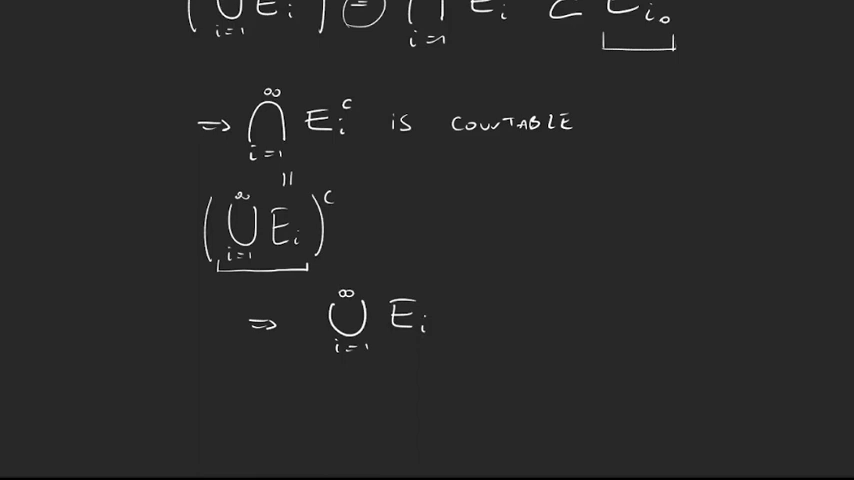 (⋃_{i=1} E_i) = ⋂_{i=1} E_i ⊂ E_{i_0}
⇒ ⋂_{i=1}^{∞} E_i^c is COUNTABLE
||
(⋃_{i=1}^{∞} E_i)^c
⇒ ⋃_{i=1}^{∞} E_i